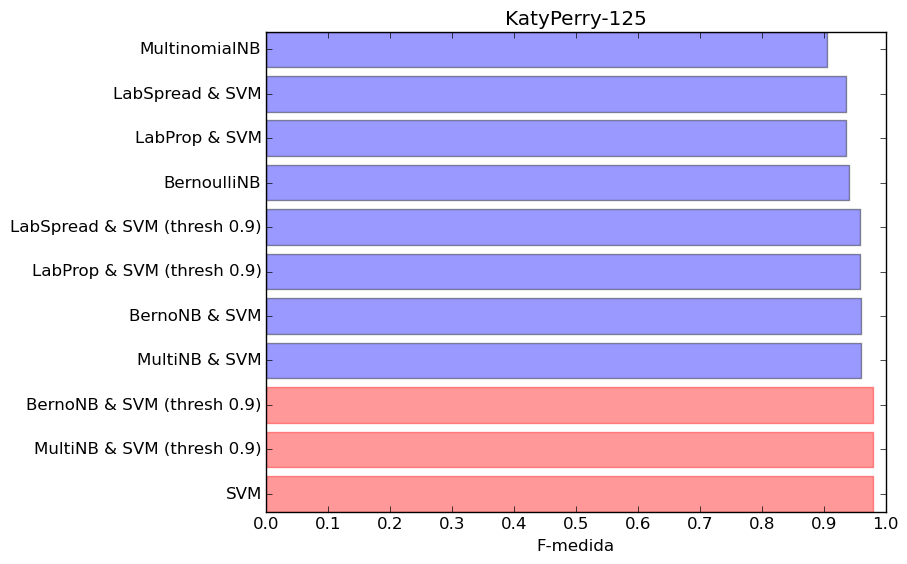 KatyPerry-125
MultinomialNB
LabSpread & SVM
LabProp & SVM
BernoulliNB
LabSpread & SVM (thresh 0.9)
LabProp & SVM (thresh 0.9)
BernoNB & SVM
MultiNB & SVM
BernoNB & SVM (thresh 0.9)
MultiNB & SVM (thresh 0.9)
SVM
0.0 0.1 0.2 0.3 0.4 0.5 0.6 0.7 0.8 0.9 1.0
F-medida